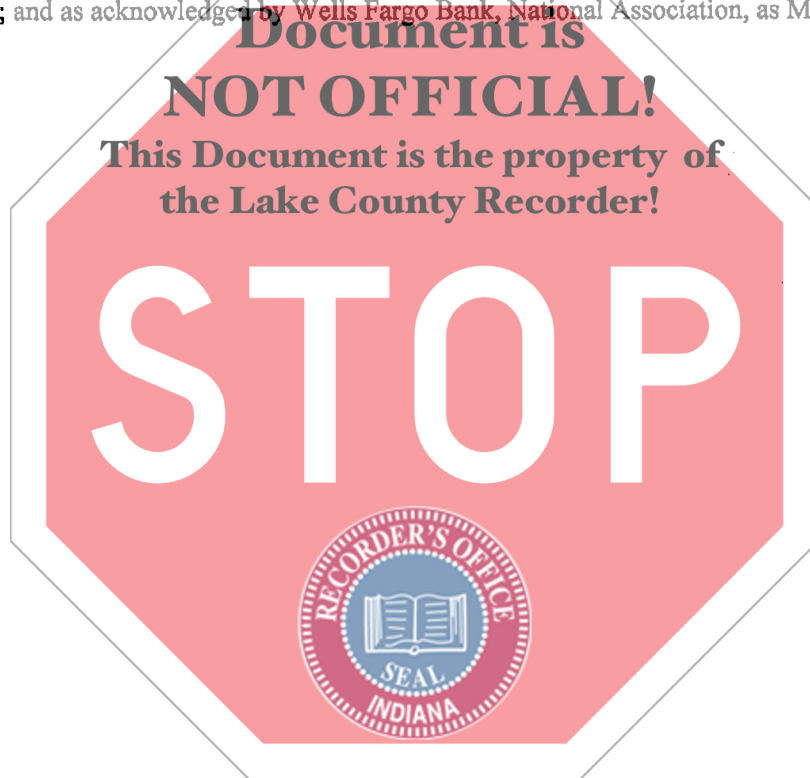 ; and as acknowledged by Wells Fargo Bank, National Association, as M
Document is
NOT OFFICIAL!
This Document is the property of
the Lake County Recorder!
STOP
RECORDER'S OFFICE
SEAL
INDIANA